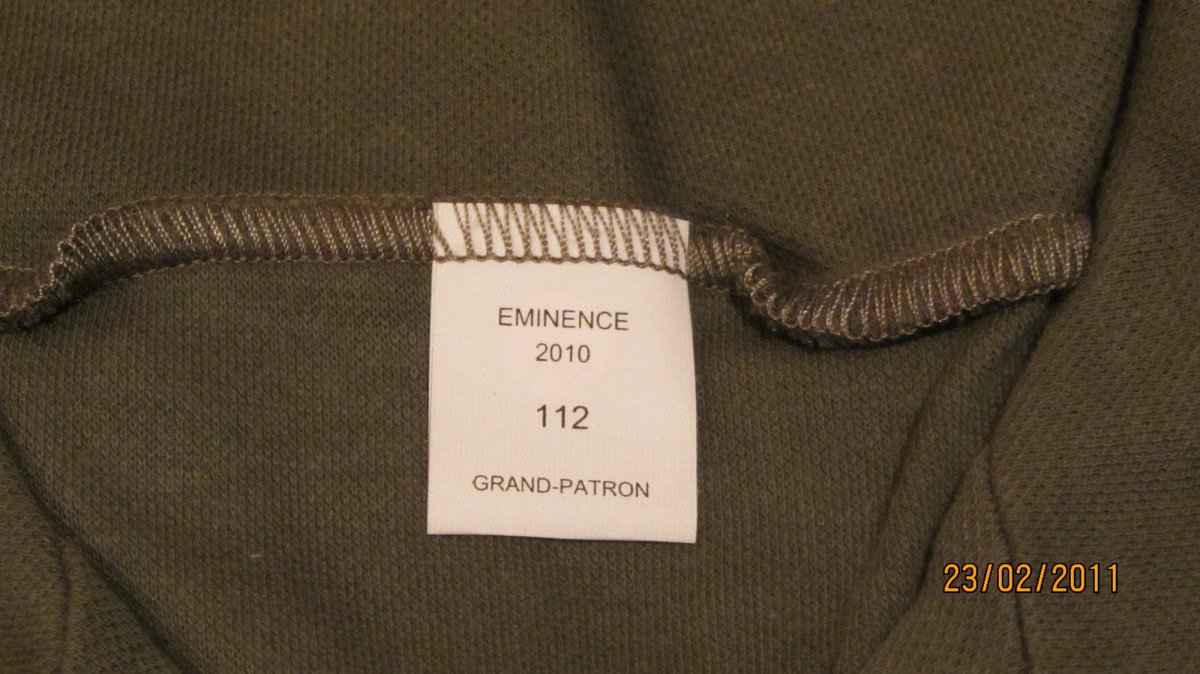 EMINENCE
2010
112
GRAND-PATRON
23/02/2011